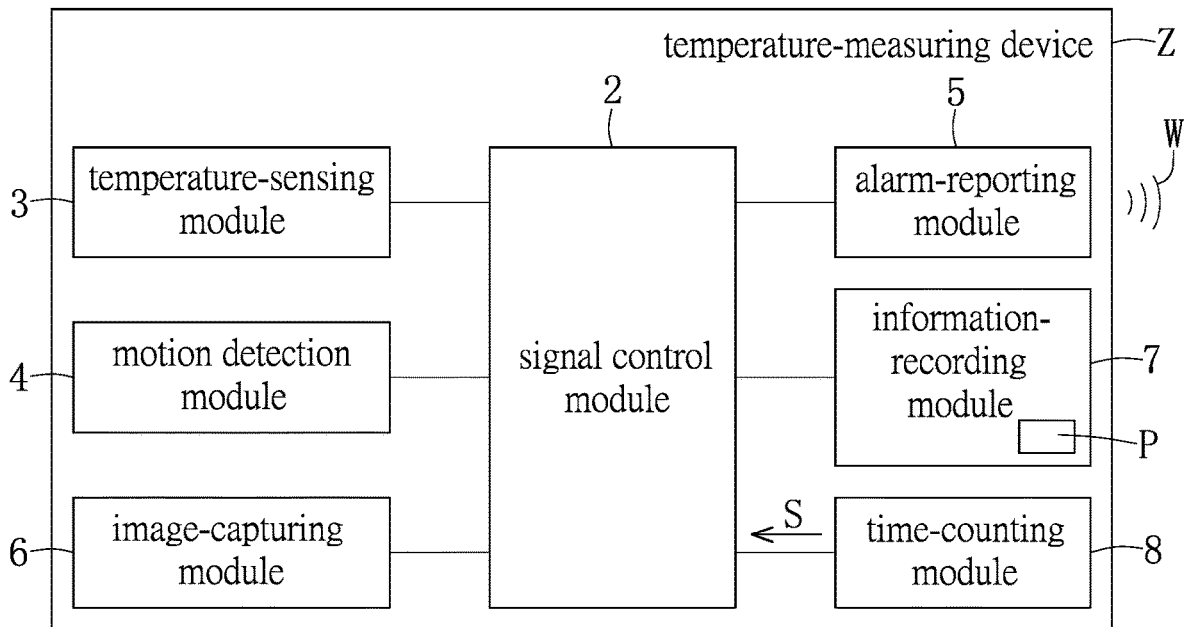 temperature-measuring device
Z
2
5
W
3
temperature-sensing
module
alarm-reporting
module
4
motion detection
module
signal control
module
information-
recording
module
7
P
6
image-capturing
module
S
time-counting
module
8